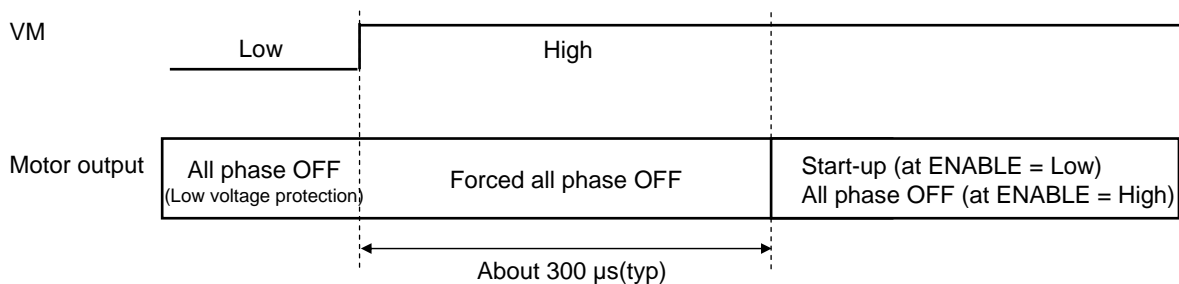 VM
Low
High
Motor output
All phase OFF
(Low voltage protection)
Forced all phase OFF
Start-up (at ENABLE = Low)
All phase OFF (at ENABLE = High)
About 300 μs(typ)